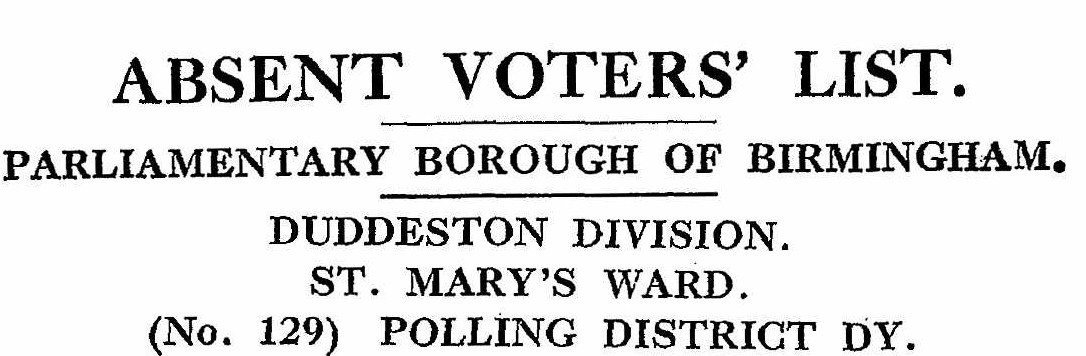 ABSENT VOTERS' LIST.
PARLIAMENTARY BOROUGH OF BIRMINGHAM.
DUDDESTON DIVISION.
ST. MARY'S WARD.
(No. 129) POLLING DISTRICT DY.